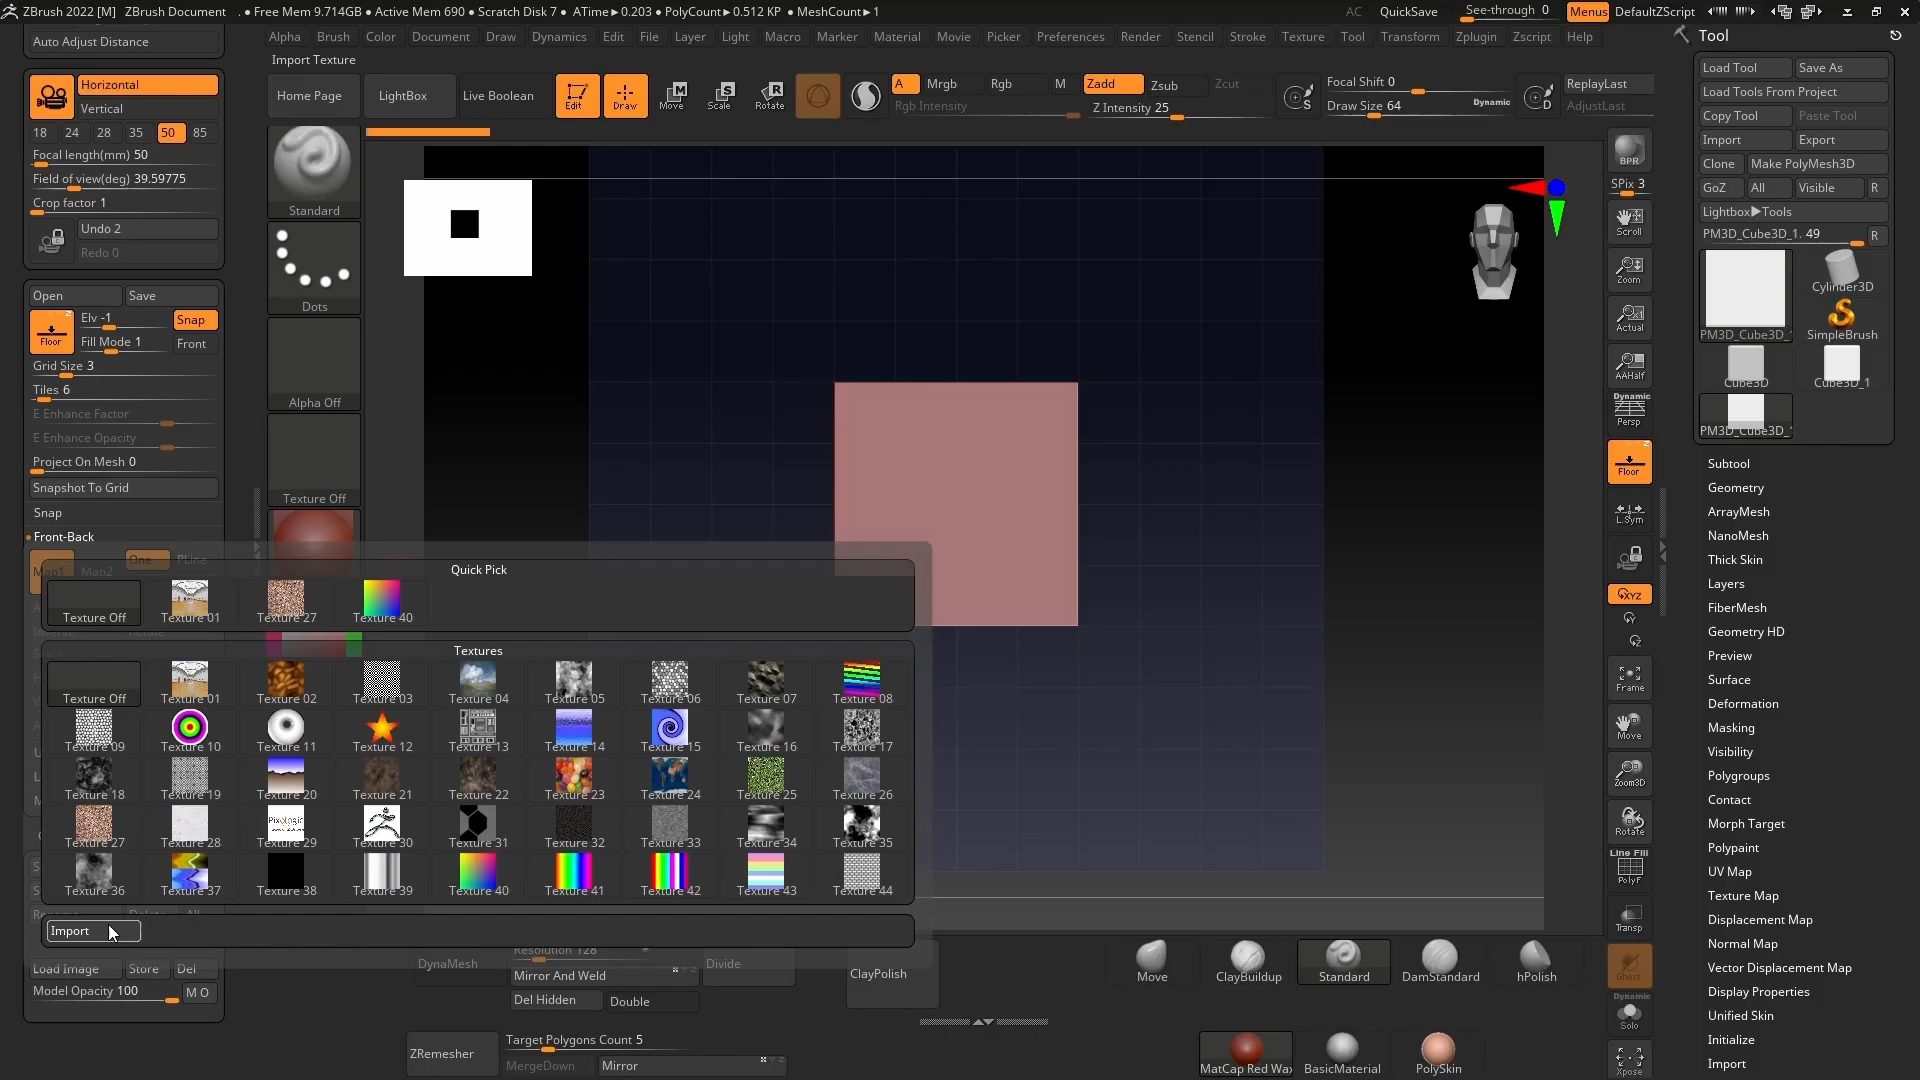 ZBrush 2022 [M] ZBrush Document . • Free Mem 9.714GB • Active Mem 690 • Scratch Disk 7 • ATime▶0.203 • PolyCount▶0.512 KP • MeshCount▶1 AC QuickSave See-through 0 Menus DefaultZScript
Alpha Brush Color Document Draw Dynamics Edit File Layer Light Macro Marker Material Movie Picker Preferences Render Stencil Stroke Texture Tool Transform Zplugin Zscript Help
Import Texture
Home Page LightBox Live Boolean Edit Draw Move Scale Rotate
A Mrgb Rgb M Zadd Zsub Zcut
Rgb Intensity Z Intensity 25
Focal Shift 0
Draw Size 64 Dynamic
ReplayLast
AdjustLast
Auto Adjust Distance
Horizontal
Vertical
18 24 28 35 50 85
Focal length(mm) 50
Field of view(deg) 39.59775
Crop factor 1
Undo 2
Redo 0
Open Save
Floor Elv -1 Snap
Fill Mode 1 Front
Grid Size 3
Tiles 6
E Enhance Factor
E Enhance Opacity
Project On Mesh 0
Snapshot To Grid
Snap
Front-Back
Map1 Map2 One PLine
Standard
Dots
Alpha Off
Texture Off
Quick Pick
Texture Off Texture 01 Texture 27 Texture 40
Textures
Texture Off Texture 01 Texture 02 Texture 03 Texture 04 Texture 05 Texture 06 Texture 07 Texture 08
Texture 09 Texture 10 Texture 11 Texture 12 Texture 13 Texture 14 Texture 15 Texture 16 Texture 17
Texture 18 Texture 19 Texture 20 Texture 21 Texture 22 Texture 23 Texture 24 Texture 25 Texture 26
Texture 27 Texture 28 Texture 29 Texture 30 Texture 31 Texture 32 Texture 33 Texture 34 Texture 35
Texture 36 Texture 37 Texture 38 Texture 39 Texture 40 Texture 41 Texture 42 Texture 43 Texture 44
Import
Load Image Store Del
Model Opacity 100 M O
DynaMesh Resolution 128 Divide
Mirror And Weld
Del Hidden Double
ClayPolish
ZRemesher Target Polygons Count 5
MergeDown Mirror
Move ClayBuildup Standard DamStandard hPolish
MatCap Red Wax BasicMaterial PolySkin
BPR
SPix 3
Scroll
Zoom
Actual
AAHalf
Dynamic
Persp
Floor
L.Sym
XYZ
Frame
Move
Zoom3D
Rotate
Line Fill
PolyF
Transp
Ghost
Dynamic
Solo
Xpose
Tool
Load Tool Save As
Load Tools From Project
Copy Tool Paste Tool
Import Export
Clone Make PolyMesh3D
GoZ All Visible R
Lightbox▶Tools
PM3D_Cube3D_1. 49 R
Cylinder3D
PM3D_Cube3D_ SimpleBrush
Cube3D Cube3D_1
PM3D_Cube3D_
Subtool
Geometry
ArrayMesh
NanoMesh
Thick Skin
Layers
FiberMesh
Geometry HD
Preview
Surface
Deformation
Masking
Visibility
Polygroups
Contact
Morph Target
Polypaint
UV Map
Texture Map
Displacement Map
Normal Map
Vector Displacement Map
Display Properties
Unified Skin
Initialize
Import